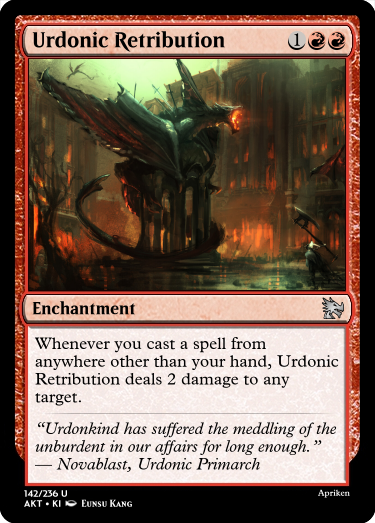 Urdonic Retribution 1
Enchantment
Whenever you cast a spell from
anywhere other than your hand, Urdonic
Retribution deals 2 damage to any
target.
“Urdonkind has suffered the meddling of the
unburdent in our affairs for long enough.”
— Novablast, Urdonic Primarch
142/236 U
Apriken
AKT • KI Eunsu Kang